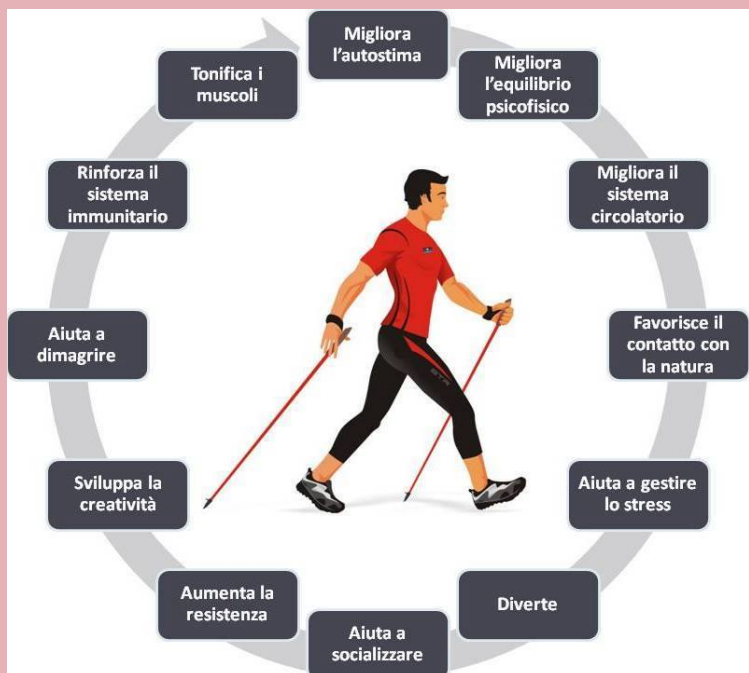 Migliora
l'autostima
Migliora
l'equilibrio
psicofisico
Migliora il
sistema
circolatorio
Favorisce il
contatto con
la natura
Aiuta a gestire
lo stress
Diverte
Aiuta a
socializzare
Aumenta la
resistenza
Sviluppa la
creatività
Aiuta a
dimagrire
Rinforza il
sistema
immunitario
Tonifica i
muscoli